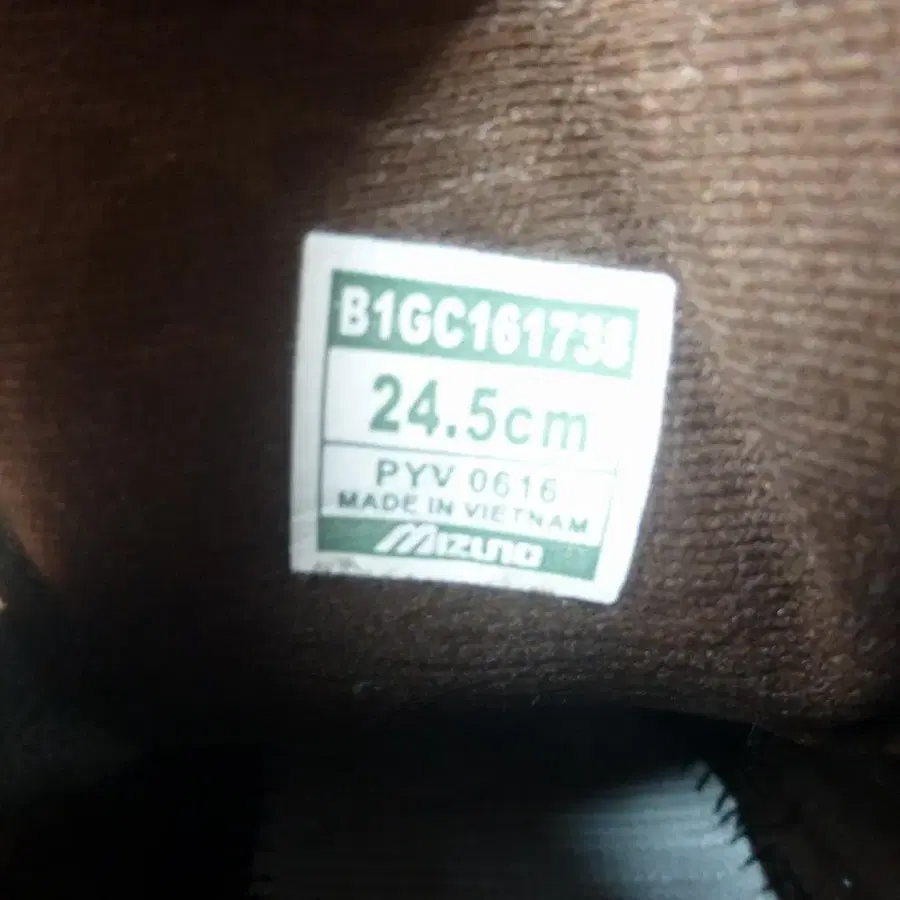 B1GC161738
24.5cm
PYV 0616
MADE IN VIETNAM
MIZUNO